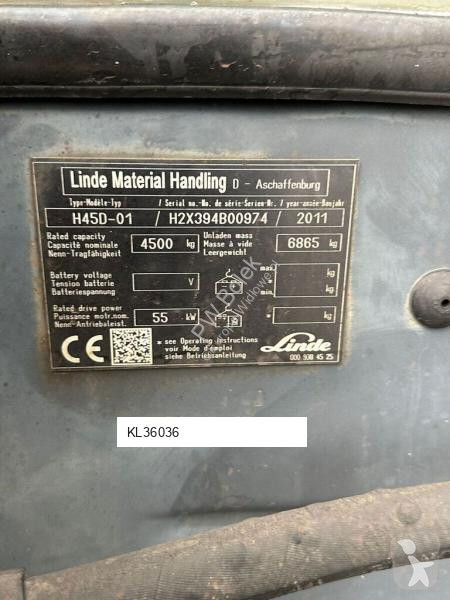 Linde Material Handling D - Aschaffenburg
Type-Modèle-Typ / Serial no.-No. de série-Serien-Nr. / year-année-Baujahr
H45D-01 / H2X394B00974 / 2011
Rated capacity
Capacité nominale
Nenn-Tragfähigkeit
4500 kg
Unladen mass
Masse à vide
Leergewicht
6865 kg
Battery voltage
Tension batterie
Batteriespannung
V
max.
* kg
min.
* kg
Rated drive power
Puissance motr.nom.
Nenn-Antriebsleist.
55 kW
* kg
CE
* see Operating instructions
voir Mode d'emploi
siehe Betriebsanleitung
Linde
000 938 45 25
KL36036